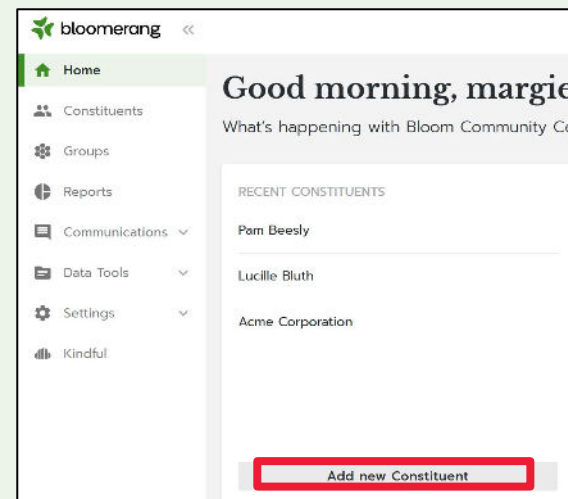 bloomerang «
Home
Constituents
Groups
Reports
Communications
Data Tools
Settings
Kindful
Good morning, margie
What's happening with Bloom Community Ce
RECENT CONSTITUENTS
Pam Beesly
Lucille Bluth
Acme Corporation
Add new Constituent